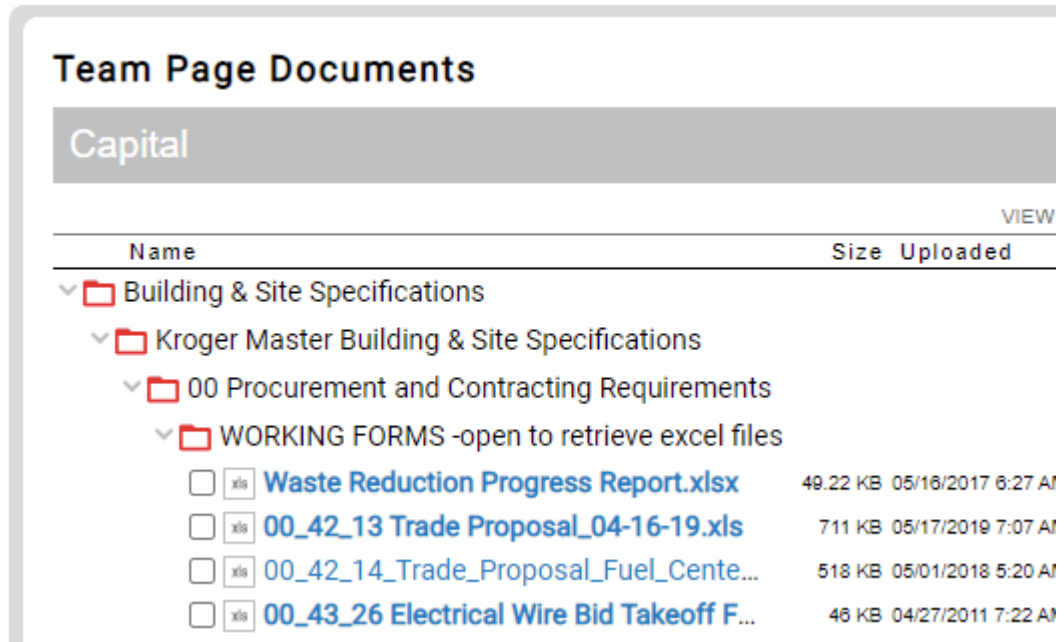 Team Page Documents
Capital
VIEW
Name Size Uploaded
Building & Site Specifications
Kroger Master Building & Site Specifications
00 Procurement and Contracting Requirements
WORKING FORMS -open to retrieve excel files
xls Waste Reduction Progress Report.xlsx 49.22 KB 05/16/2017 6:27 AM
xls 00_42_13 Trade Proposal_04-16-19.xls 711 KB 05/17/2019 7:07 AM
xls 00_42_14_Trade_Proposal_Fuel_Cente... 518 KB 05/01/2018 5:20 AM
xls 00_43_26 Electrical Wire Bid Takeoff F... 46 KB 04/27/2011 7:22 AM